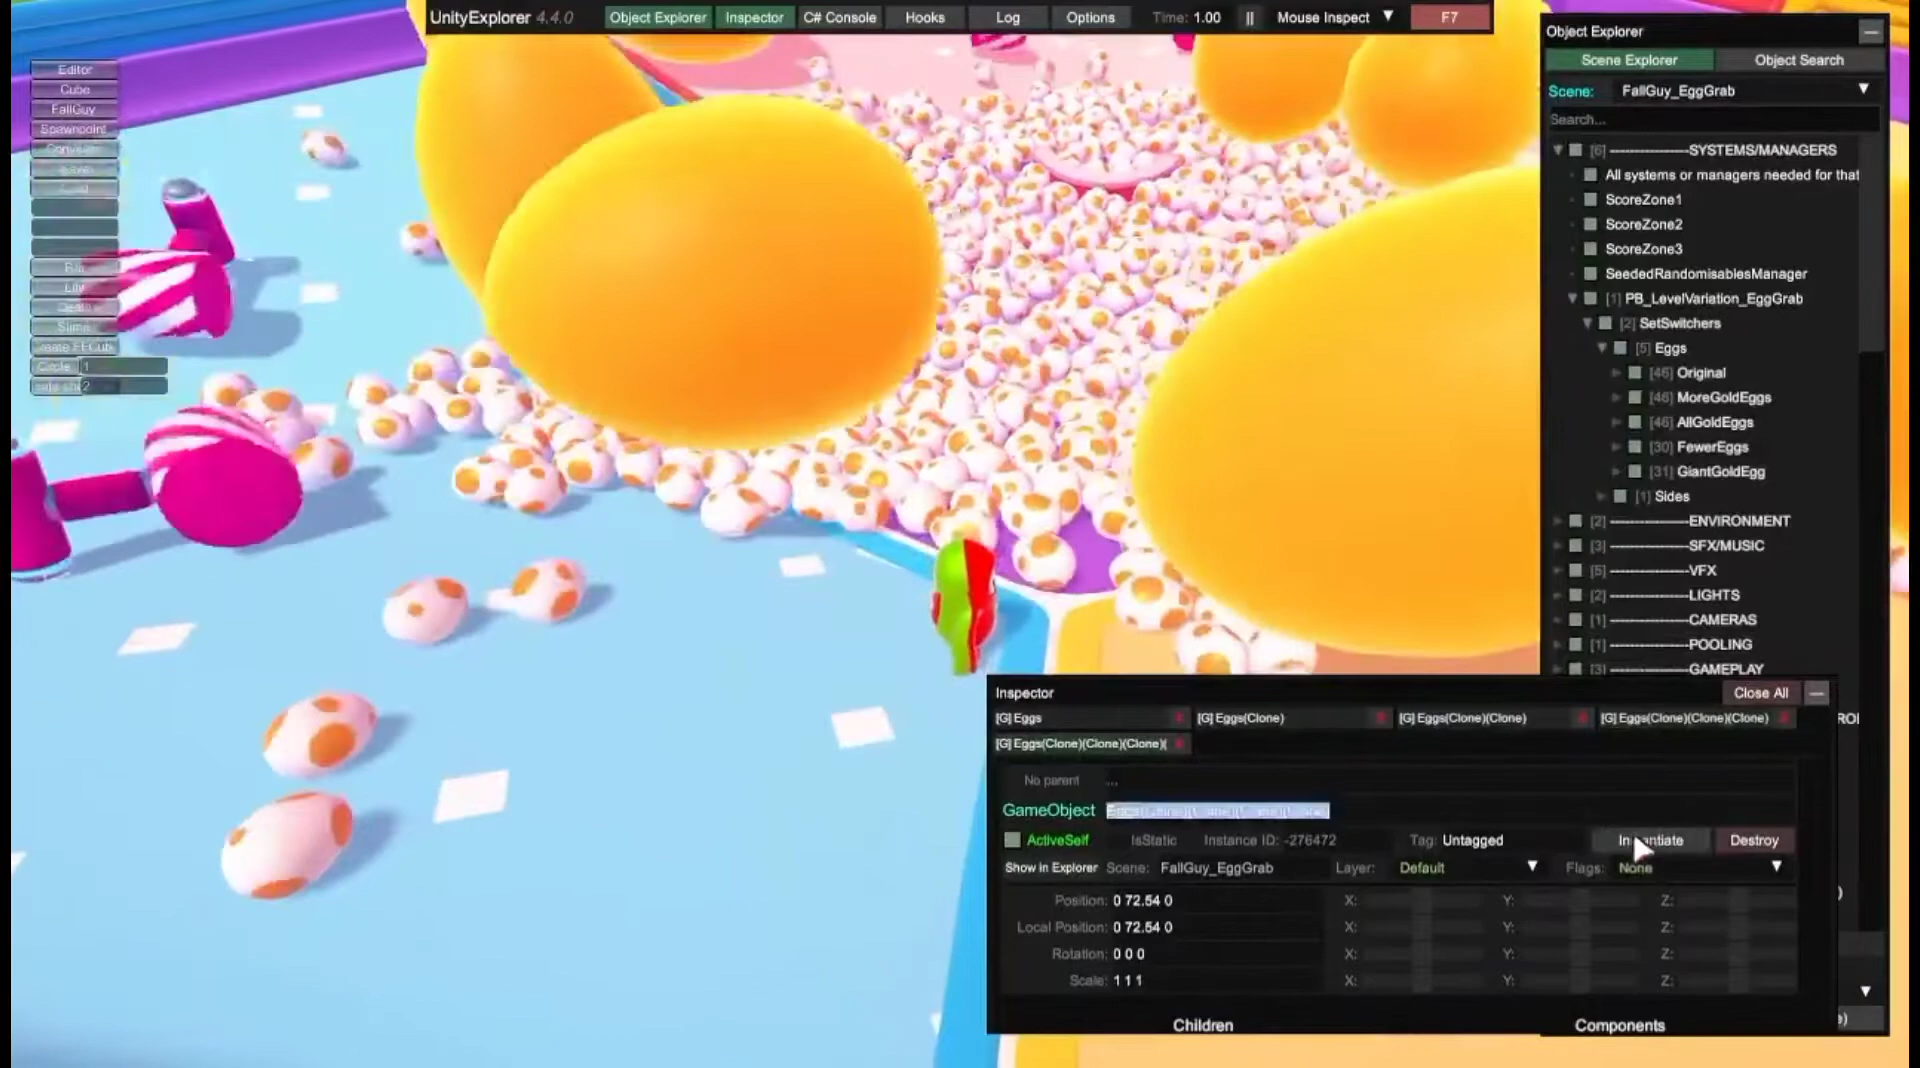 UnityExplorer 4.4.0 Object Explorer Inspector C# Console Hooks Log Options Time: 1.00 || Mouse Inspect ▼ F7
Editor
Cube
FallGuy
Spawnpoint
Lily
Slime
Circle 1
2
Object Explorer —
Scene Explorer Object Search
Scene: FallGuy_EggGrab ▼
Search...
▼ [6] -----------------SYSTEMS/MANAGERS
All systems or managers needed for that
ScoreZone1
ScoreZone2
ScoreZone3
SeededRandomisablesManager
▼ [1] PB_LevelVariation_EggGrab
▼ [2] SetSwitchers
▼ [5] Eggs
► [46] Original
► [46] MoreGoldEggs
► [46] AllGoldEggs
► [30] FewerEggs
► [31] GiantGoldEgg
► [1] Sides
► [2] -----------------ENVIRONMENT
► [3] -----------------SFX/MUSIC
► [5] -----------------VFX
► [2] -----------------LIGHTS
► [1] -----------------CAMERAS
► [1] -----------------POOLING
► [3] -----------------GAMEPLAY
Inspector Close All —
[G] Eggs x [G] Eggs(Clone) x [G] Eggs(Clone)(Clone) x [G] Eggs(Clone)(Clone)(Clone) x
[G] Eggs(Clone)(Clone)(Clone)( x
No parent ...
GameObject
ActiveSelf IsStatic Instance ID: -276472 Tag: Untagged Instantiate Destroy
Show in Explorer Scene: FallGuy_EggGrab Layer: Default ▼ Flags: None ▼
Position: 0 72.54 0 X: Y: Z:
Local Position: 0 72.54 0 X: Y: Z:
Rotation: 0 0 0 X: Y: Z:
Scale: 1 1 1 X: Y: Z:
Children Components